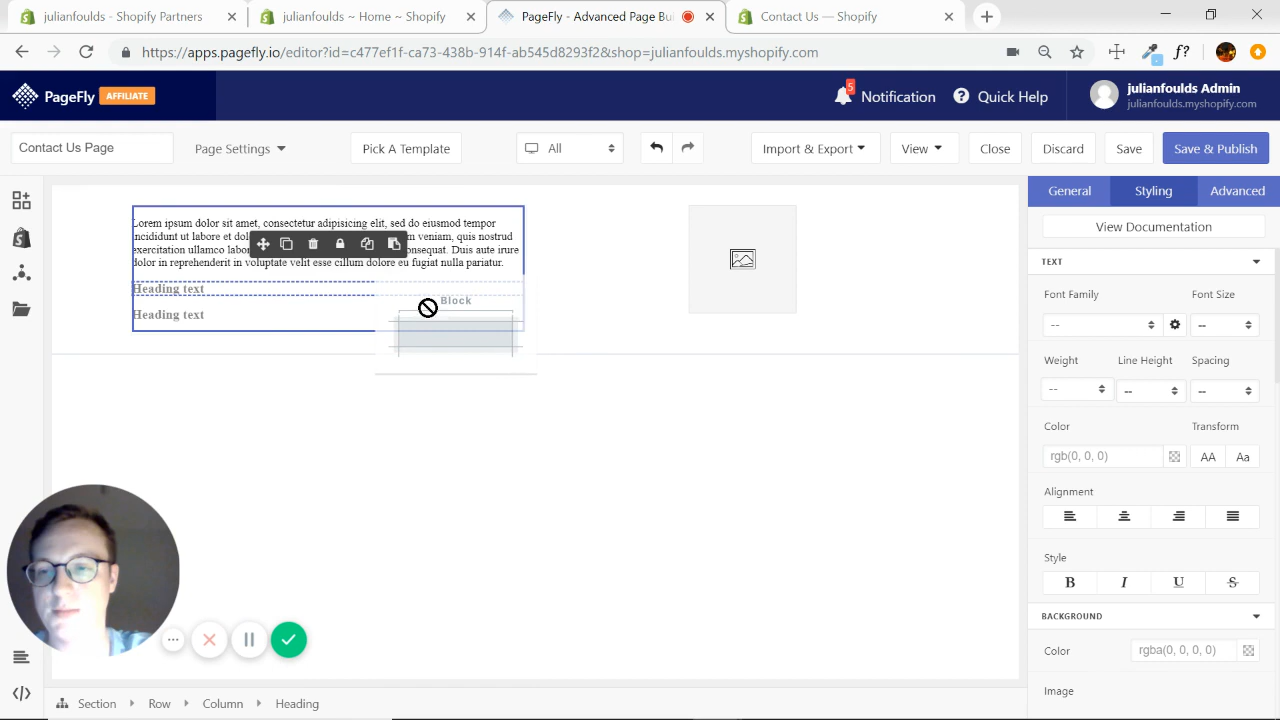 julianfoulds - Shopify Partners
julianfoulds ~ Home ~ Shopify
PageFly - Advanced Page Bui
Contact Us — Shopify
https://apps.pagefly.io/editor?id=c477ef1f-ca73-438b-914f-ab545d8293f2&shop=julianfoulds.myshopify.com
f?
PageFly
AFFILIATE
5
Notification
Quick Help
julianfoulds Admin
julianfoulds.myshopify.com
Contact Us Page
Page Settings
Pick A Template
All
Import & Export
View
Close
Discard
Save
Save & Publish
General
Styling
Advanced
View Documentation
Lorem ipsum dolor sit amet, consectetur adipisicing elit, sed do eiusmod tempor
incididunt ut labore et dol m veniam, quis nostrud
exercitation ullamco labor onsequat. Duis aute irure
dolor in reprehenderit in voluptate velit esse cillum dolore eu fugiat nulla pariatur.
Heading text
Block
Heading text
TEXT
Font Family
Font Size
--
--
Weight
Line Height
Spacing
--
--
--
Color
Transform
rgb(0, 0, 0)
AA
Aa
Alignment
Style
B
I
U
S
BACKGROUND
Color
rgba(0, 0, 0, 0)
Image
Section
Row
Column
Heading